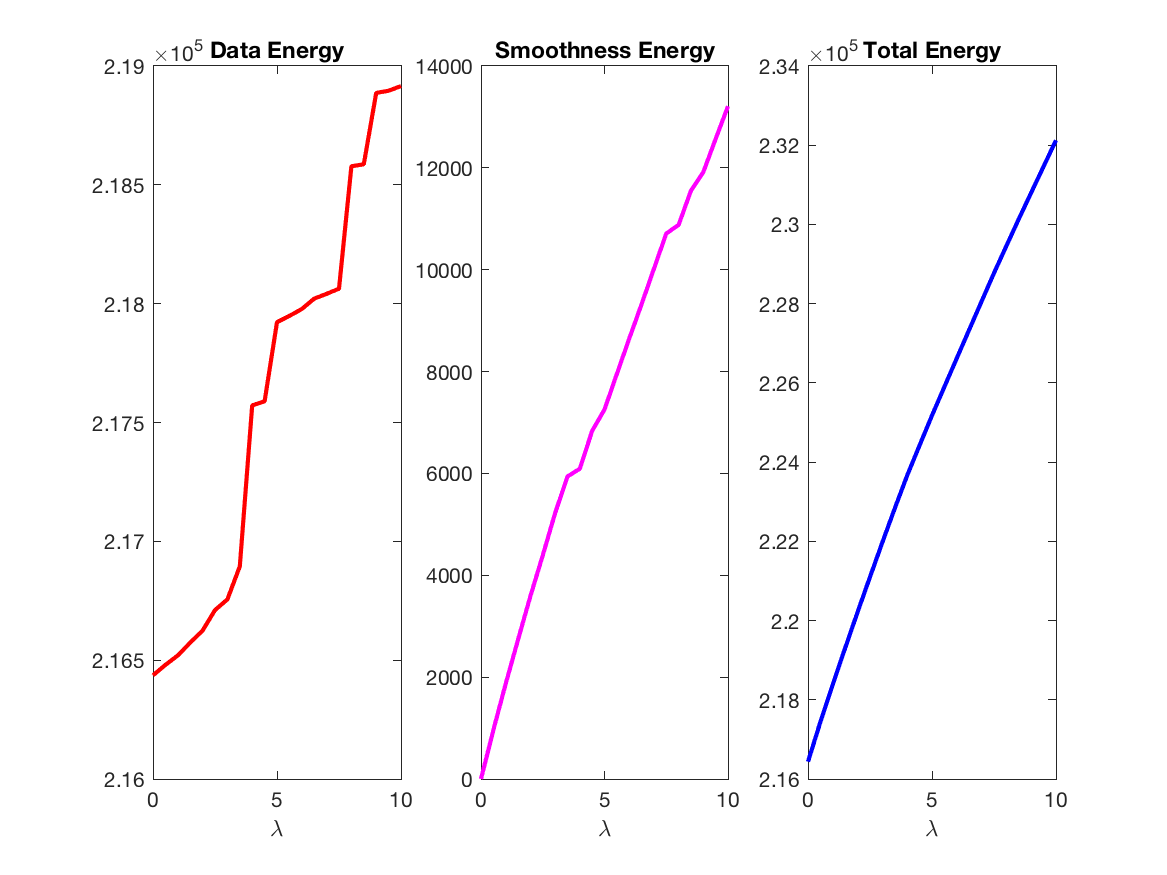 ×10⁵ Data Energy
2.19
2.185
2.18
2.175
2.17
2.165
2.16
0 5 10
λ
Smoothness Energy
14000
12000
10000
8000
6000
4000
2000
0
0 5 10
λ
×10⁵ Total Energy
2.34
2.32
2.3
2.28
2.26
2.24
2.22
2.2
2.18
2.16
0 5 10
λ